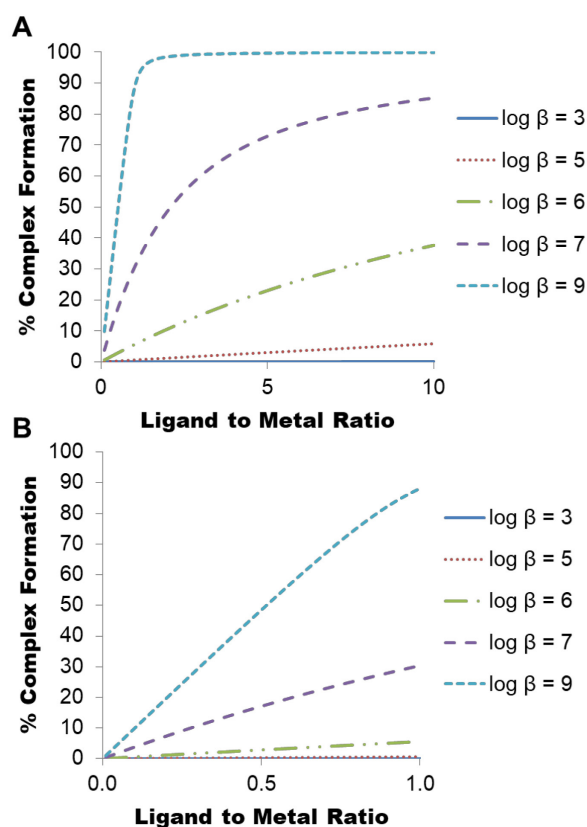 A
% Complex Formation
100
90
80
70
60
50
40
30
20
10
0
0
5
10
Ligand to Metal Ratio
log β = 3
log β = 5
log β = 6
log β = 7
log β = 9
B
% Complex Formation
100
90
80
70
60
50
40
30
20
10
0
0.0
0.5
1.0
Ligand to Metal Ratio
log β = 3
log β = 5
log β = 6
log β = 7
log β = 9